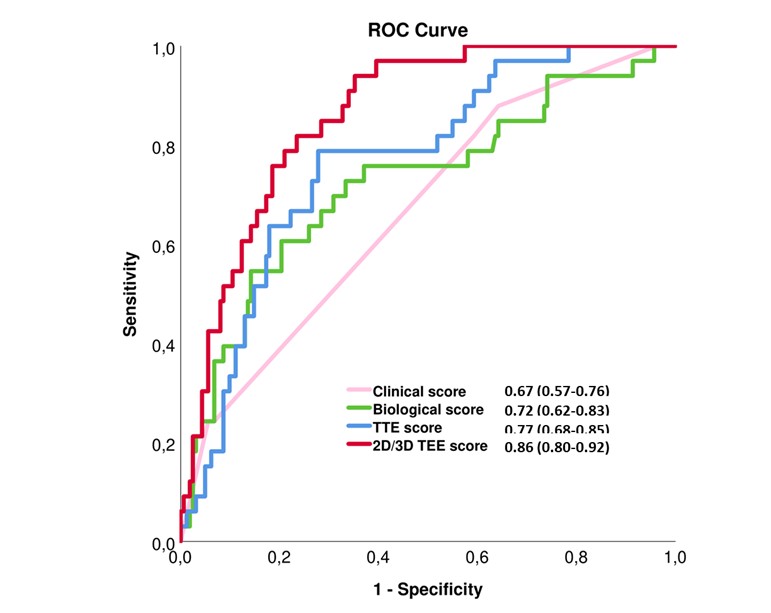 ROC Curve
1,0
0,8
0,6
0,4
0,2
0,0
Sensitivity
Clinical score 0.67 (0.57-0.76)
Biological score 0.72 (0.62-0.83)
TTE score 0.77 (0.68-0.85)
2D/3D TEE score 0.86 (0.80-0.92)
0,0 0,2 0,4 0,6 0,8 1,0
1 - Specificity